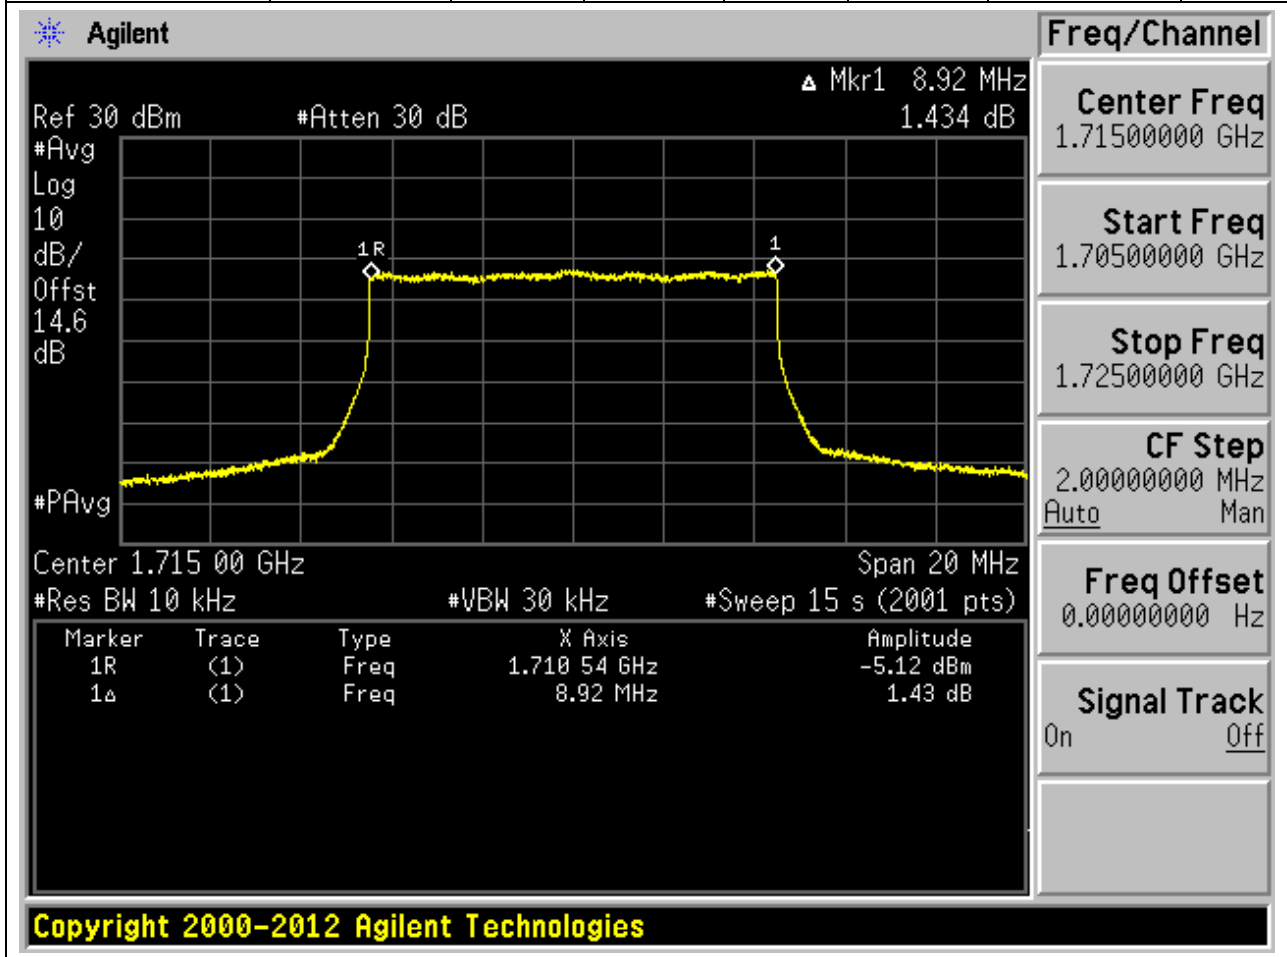 Agilent
Freq/Channel
Δ Mkr1 8.92 MHz
Ref 30 dBm #Atten 30 dB 1.434 dB
#Avg
Log
10
dB/
Offst
14.6
dB
1R
1
#PAvg
Center 1.715 00 GHz Span 20 MHz
#Res BW 10 kHz #VBW 30 kHz #Sweep 15 s (2001 pts)
Marker Trace Type X Axis Amplitude
1R (1) Freq 1.710 54 GHz -5.12 dBm
1Δ (1) Freq 8.92 MHz 1.43 dB
Center Freq
1.71500000 GHz
Start Freq
1.70500000 GHz
Stop Freq
1.72500000 GHz
CF Step
2.00000000 MHz
Auto Man
Freq Offset
0.00000000 Hz
Signal Track
On Off
Copyright 2000-2012 Agilent Technologies